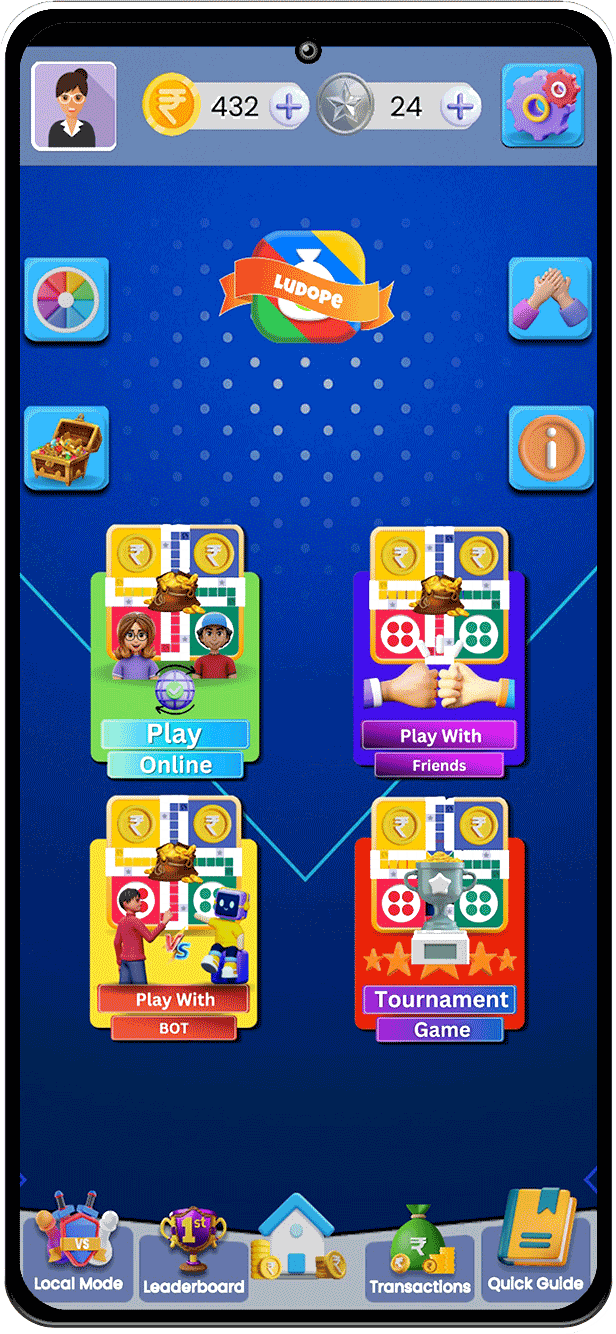 432
24
LUDOPE
Play
Online
Play With
Friends
VS
Play With
BOT
Tournament
Game
VS
1st
Local Mode
Leaderboard
Transactions
Quick Guide